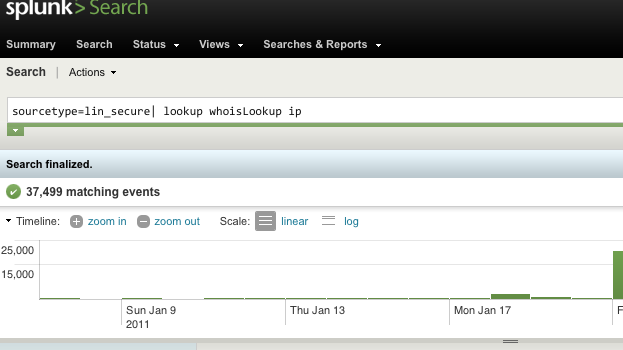 splunk> Search
Summary Search Status Views Searches & Reports
Search | Actions
sourcetype=lin_secure| lookup whoisLookup ip
Search finalized.
37,499 matching events
Timeline: zoom in zoom out Scale: linear log
25,000
15,000
Sun Jan 9 Thu Jan 13 Mon Jan 17 F
2011